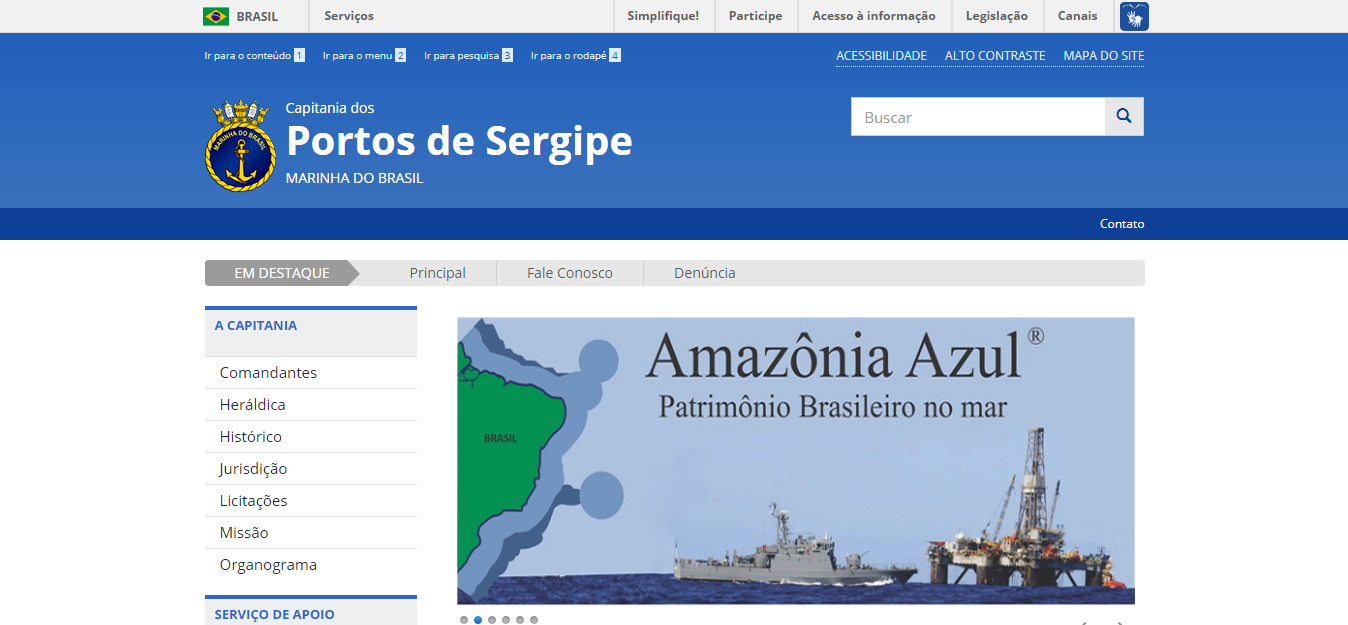 BRASIL Serviços Simplifique! Participe Acesso à informação Legislação Canais
Ir para o conteúdo 1 Ir para o menu 2 Ir para pesquisa 3 Ir para o rodapé 4 ACESSIBILIDADE ALTO CONTRASTE MAPA DO SITE
MARINHA DO BRASIL
Capitania dos
Portos de Sergipe
MARINHA DO BRASIL
Buscar
Contato
EM DESTAQUE Principal Fale Conosco Denúncia
A CAPITANIA
Comandantes
Heráldica
Histórico
Jurisdição
Licitações
Missão
Organograma
SERVIÇO DE APOIO
Amazônia Azul®
Patrimônio Brasileiro no mar
BRASIL